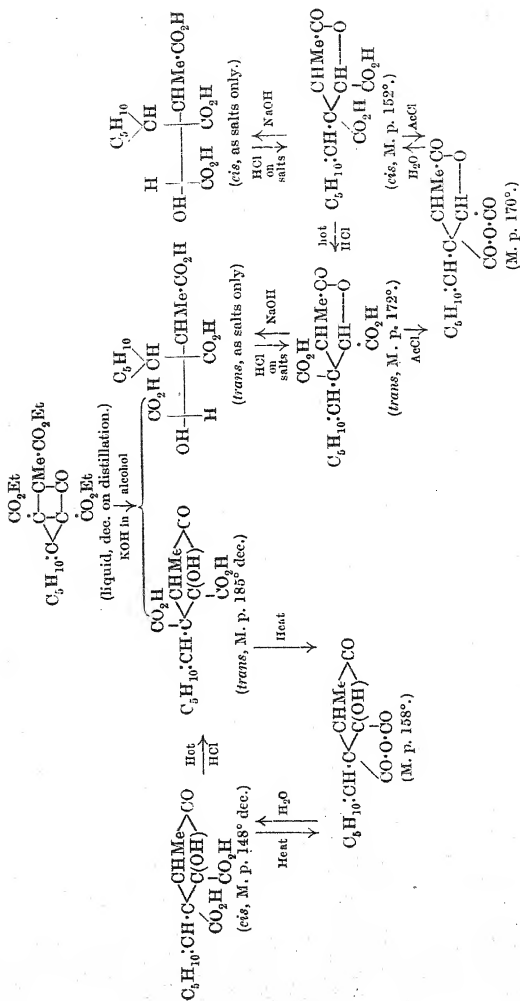 CO₂Et
C₅H₁₀:C<C—CMe·CO₂Et
C—CO
CO₂Et
(liquid, dec. on distillation.)
KOH in ↓ alcohol
C₅H₁₀:CH·C<CHMe>CO
C(OH)
CO₂H CO₂H
(cis, M. p. 148° dec.)
Hot
HCl
CO₂H
C₅H₁₀:CH·C<CHMe>CO
C(OH)
CO₂H
(trans, M. p. 185° dec.)
C₅H₁₀
CO₂H CH
OH— —CHMe·CO₂H
H CO₂H
(trans, as salts only)
C₅H₁₀
H CH
OH— —CHMe·CO₂H
CO₂H CO₂H
(cis, as salts only.)
HCl on salts ↓↑ NaOH
HCl on salts ↓↑ NaOH
CO₂H
C₅H₁₀:CH·C<CHMe·CO
CH——O
CO₂H
(trans, M. p. 172°.)
hot
HCl
C₅H₁₀:CH·C<CHMe·CO
CH——O
CO₂H CO₂H
(cis, M. p. 152°.)
Heat
H₂O
Heat
AcCl
H₂O ↑↓ AcCl
C₅H₁₀:CH·C<CHMe>CO
C(OH)
CO·O·CO
(M. p. 158°.)
C₅H₁₀:CH·C<CHMe·CO
CH——O
CO·O·CO
(M. p. 170°.)